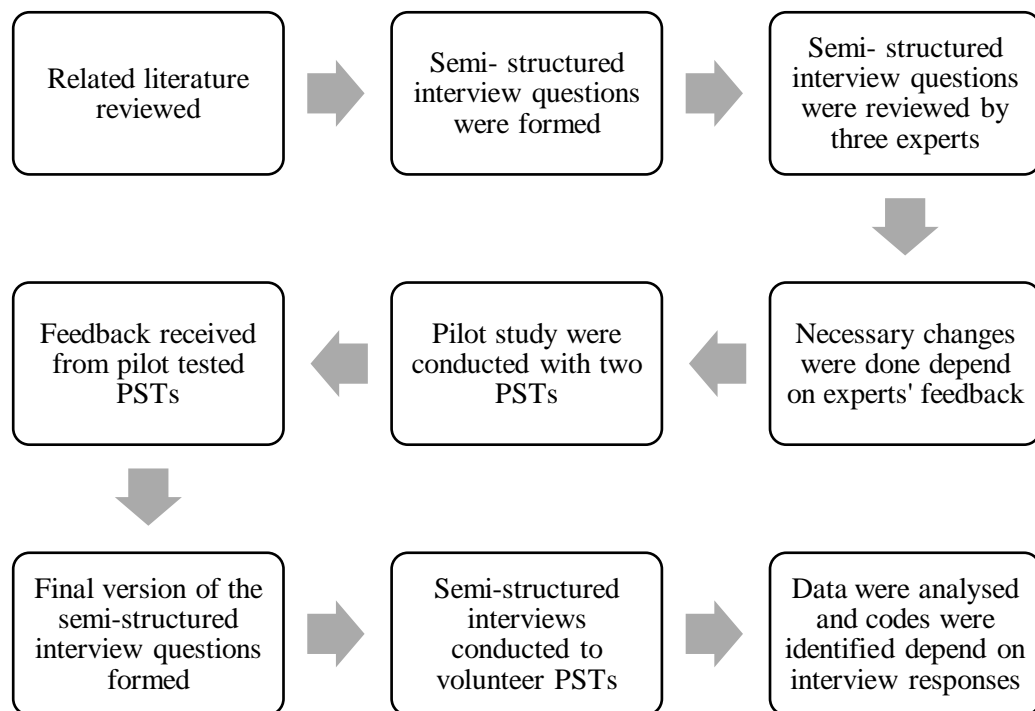 Related literature
reviewed
Semi- structured
interview questions
were formed
Semi- structured
interview questions
were reviewed by
three experts
Necessary changes
were done depend
on experts' feedback
Pilot study were
conducted with two
PSTs
Feedback received
from pilot tested
PSTs
Final version of the
semi-structured
interview questions
formed
Semi-structured
interviews
conducted to
volunteer PSTs
Data were analysed
and codes were
identified depend on
interview responses